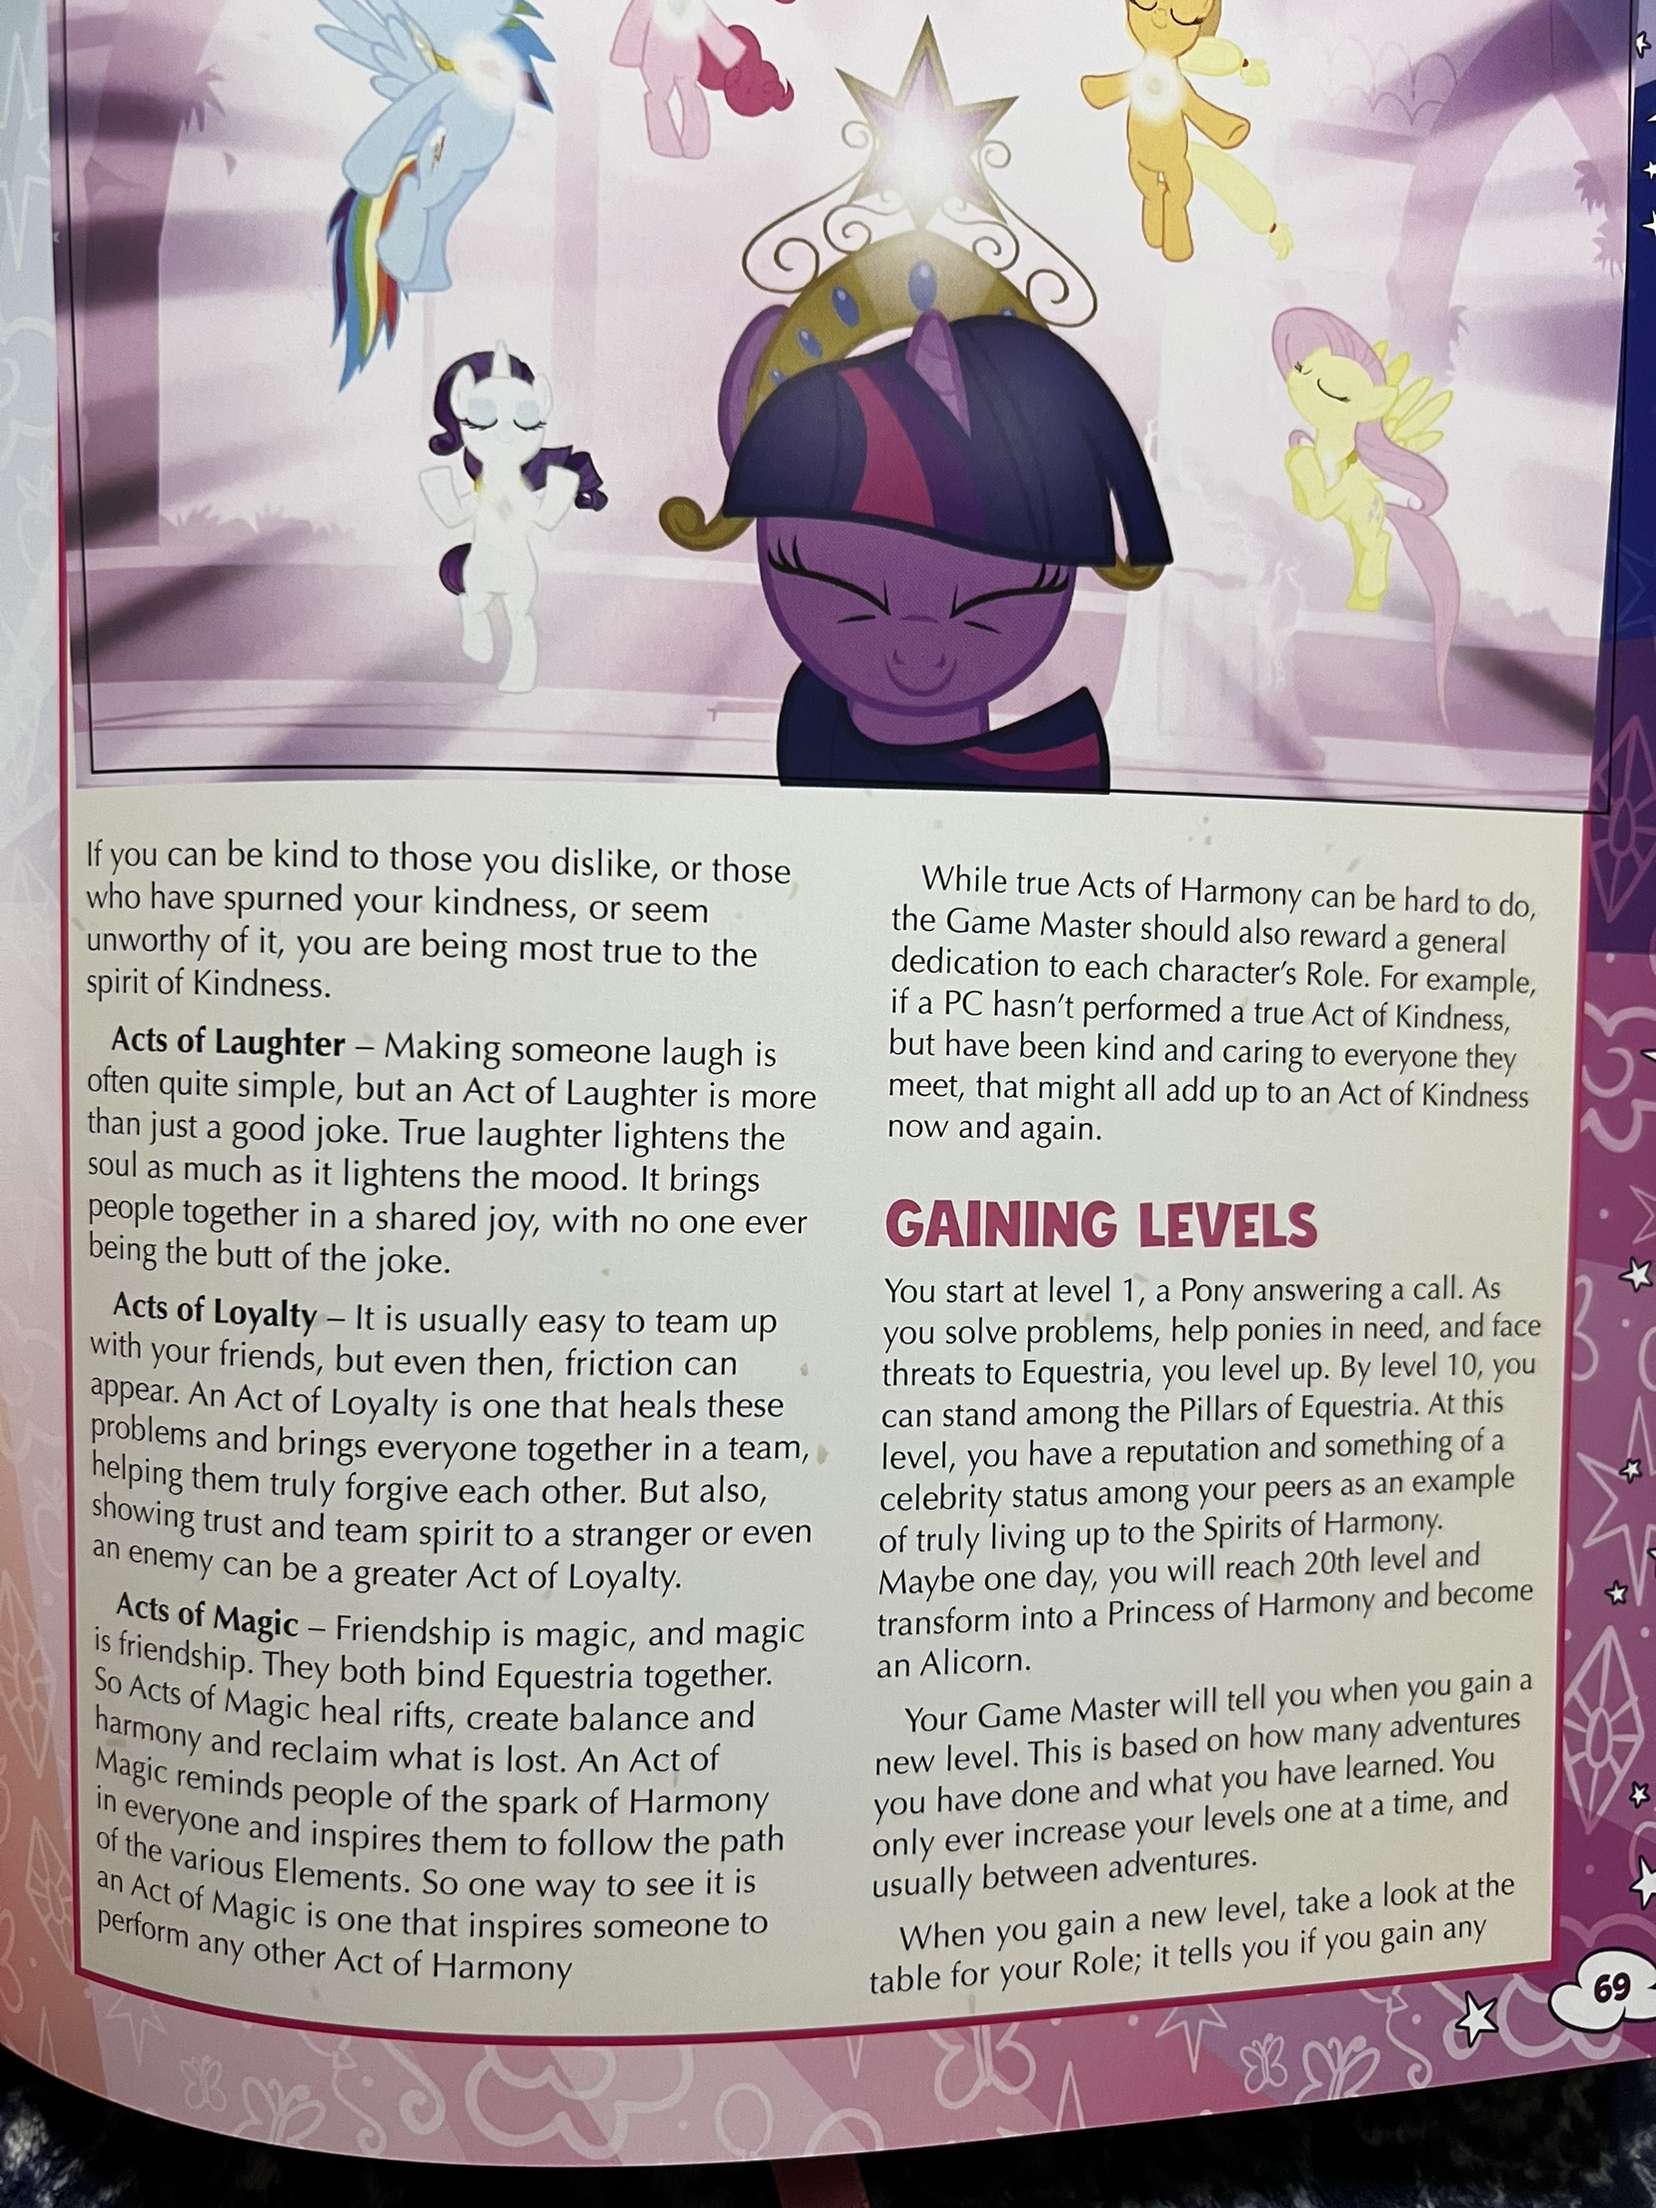 If you can be kind to those you dislike, or those
who have spurned your kindness, or seem
unworthy of it, you are being most true to the
spirit of Kindness.
Acts of Laughter – Making someone laugh is
often quite simple, but an Act of Laughter is more
than just a good joke. True laughter lightens the
soul as much as it lightens the mood. It brings
people together in a shared joy, with no one ever
being the butt of the joke.
Acts of Loyalty – It is usually easy to team up
with your friends, but even then, friction can
appear. An Act of Loyalty is one that heals these
problems and brings everyone together in a team,
helping them truly forgive each other. But also,
showing trust and team spirit to a stranger or even
an enemy can be a greater Act of Loyalty.
Acts of Magic – Friendship is magic, and magic
is friendship. They both bind Equestria together.
So Acts of Magic heal rifts, create balance and
harmony and reclaim what is lost. An Act of
Magic reminds people of the spark of Harmony
in everyone and inspires them to follow the path
of the various Elements. So one way to see it is
an Act of Magic is one that inspires someone to
perform any other Act of Harmony
While true Acts of Harmony can be hard to do,
the Game Master should also reward a general
dedication to each character's Role. For example,
if a PC hasn't performed a true Act of Kindness,
but have been kind and caring to everyone they
meet, that might all add up to an Act of Kindness
now and again.
GAINING LEVELS
You start at level 1, a Pony answering a call. As
you solve problems, help ponies in need, and face
threats to Equestria, you level up. By level 10, you
can stand among the Pillars of Equestria. At this
level, you have a reputation and something of a
celebrity status among your peers as an example
of truly living up to the Spirits of Harmony.
Maybe one day, you will reach 20th level and
transform into a Princess of Harmony and become
an Alicorn.
Your Game Master will tell you when you gain a
new level. This is based on how many adventures
you have done and what you have learned. You
only ever increase your levels one at a time, and
usually between adventures.
When you gain a new level, take a look at the
table for your Role; it tells you if you gain any
69